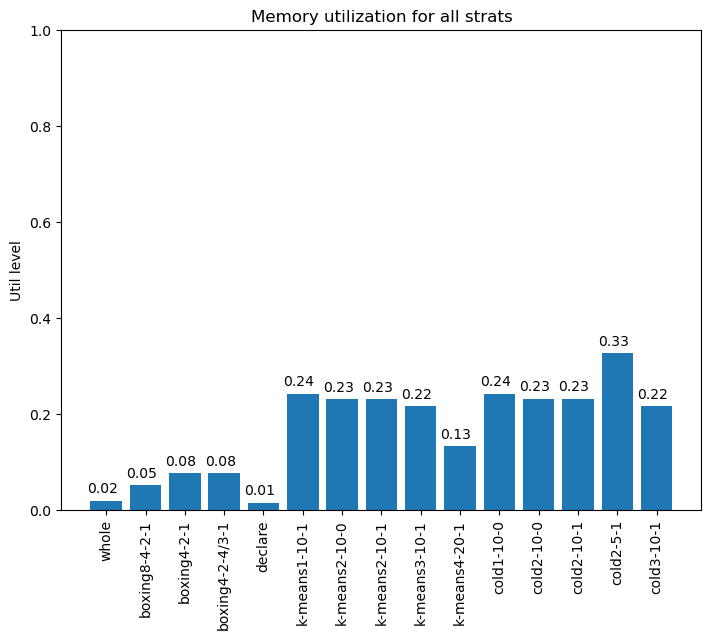 Memory utilization for all strats
Util level
1.0
0.8
0.6
0.4
0.2
0.0
0.02
0.05
0.08
0.08
0.01
0.24
0.23
0.23
0.22
0.13
0.24
0.23
0.23
0.33
0.22
whole
boxing8-4-2-1
boxing4-2-1
boxing4-2-4/3-1
declare
k-means1-10-1
k-means2-10-0
k-means2-10-1
k-means3-10-1
k-means4-20-1
cold1-10-0
cold2-10-0
cold2-10-1
cold2-5-1
cold3-10-1